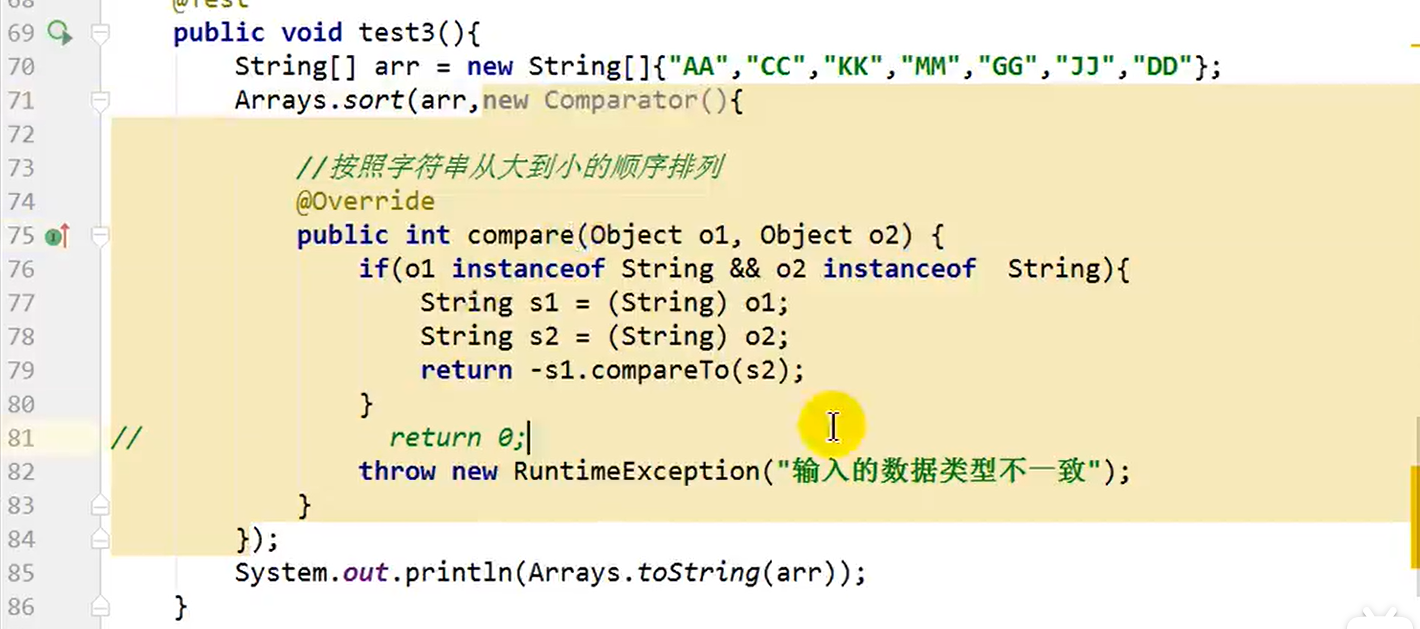 68 @Test
69 public void test3(){
70 String[] arr = new String[]{"AA","CC","KK","MM","GG","JJ","DD"};
71 Arrays.sort(arr,new Comparator(){
72
73 //按照字符串从大到小的顺序排列
74 @Override
75 public int compare(Object o1, Object o2) {
76 if(o1 instanceof String && o2 instanceof  String){
77 String s1 = (String) o1;
78 String s2 = (String) o2;
79 return -s1.compareTo(s2);
80 }
81 // return 0;
82 throw new RuntimeException("输入的数据类型不一致");
83 }
84 });
85 System.out.println(Arrays.toString(arr));
86 }